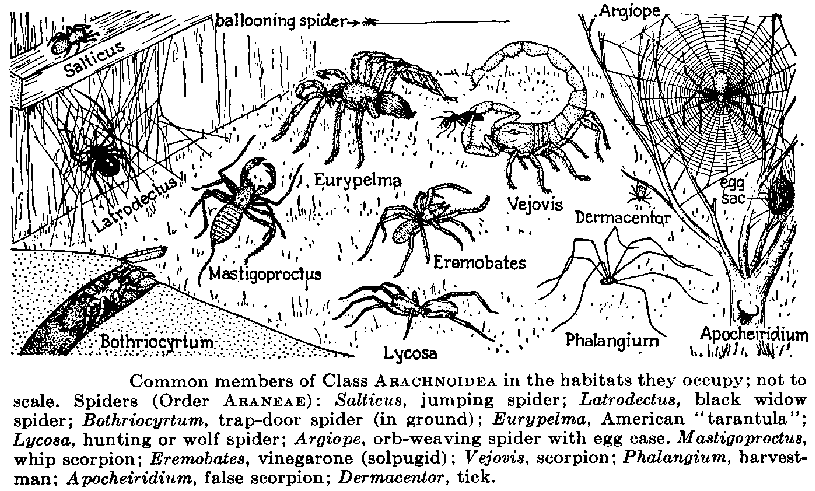 ballooning spider
Argiope
Salticus
Eurypelma
Latrodectus
Vejovis
egg
sac
Dermacentor
Mastigoproctus
Eremobates
Bothriocyrtum
Lycosa
Phalangium
Apocheiridium
Common members of Class ARACHNOIDEA in the habitats they occupy; not to
scale. Spiders (Order ARANEAE): Salticus, jumping spider; Latrodectus, black widow
spider; Bothriocyrtum, trap-door spider (in ground); Eurypelma, American "tarantula";
Lycosa, hunting or wolf spider; Argiope, orb-weaving spider with egg case. Mastigoproctus,
whip scorpion; Eremobates, vinegarone (solpugid); Vejovis, scorpion; Phalangium, harvest-
man; Apocheiridium, false scorpion; Dermacentor, tick.